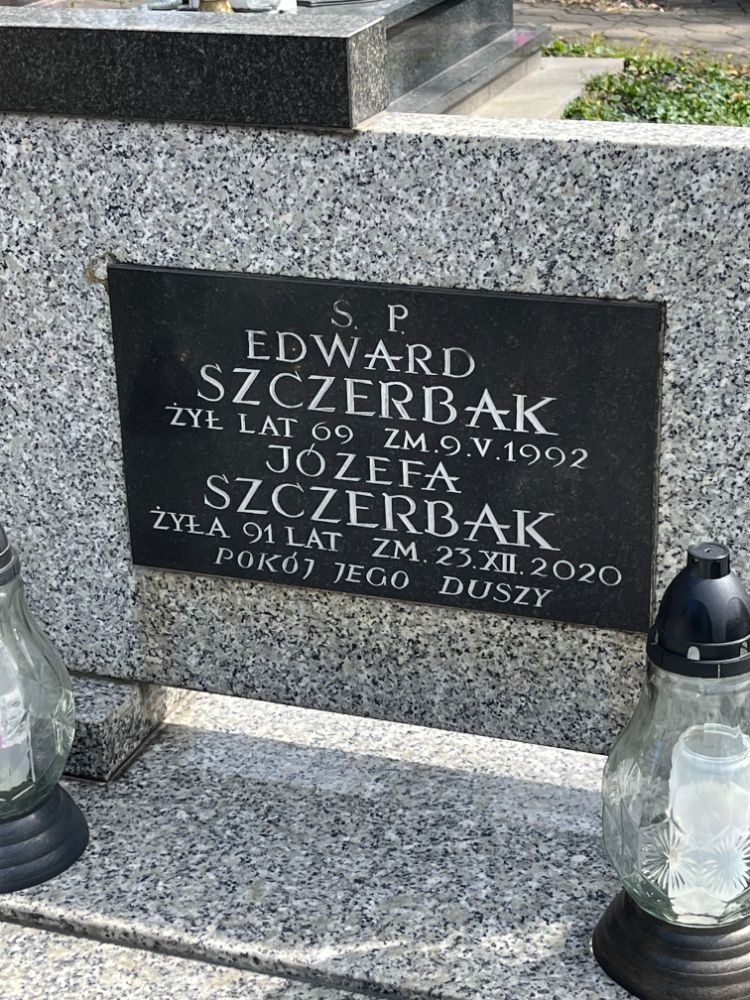 S. P.
EDWARD
SZCZERBAK
ŻYŁ LAT 69 ZM.9.V.1992
JÓZEFA
SZCZERBAK
ŻYŁA 91 LAT ZM.23.XII.2020
POKÓJ JEGO DUSZY